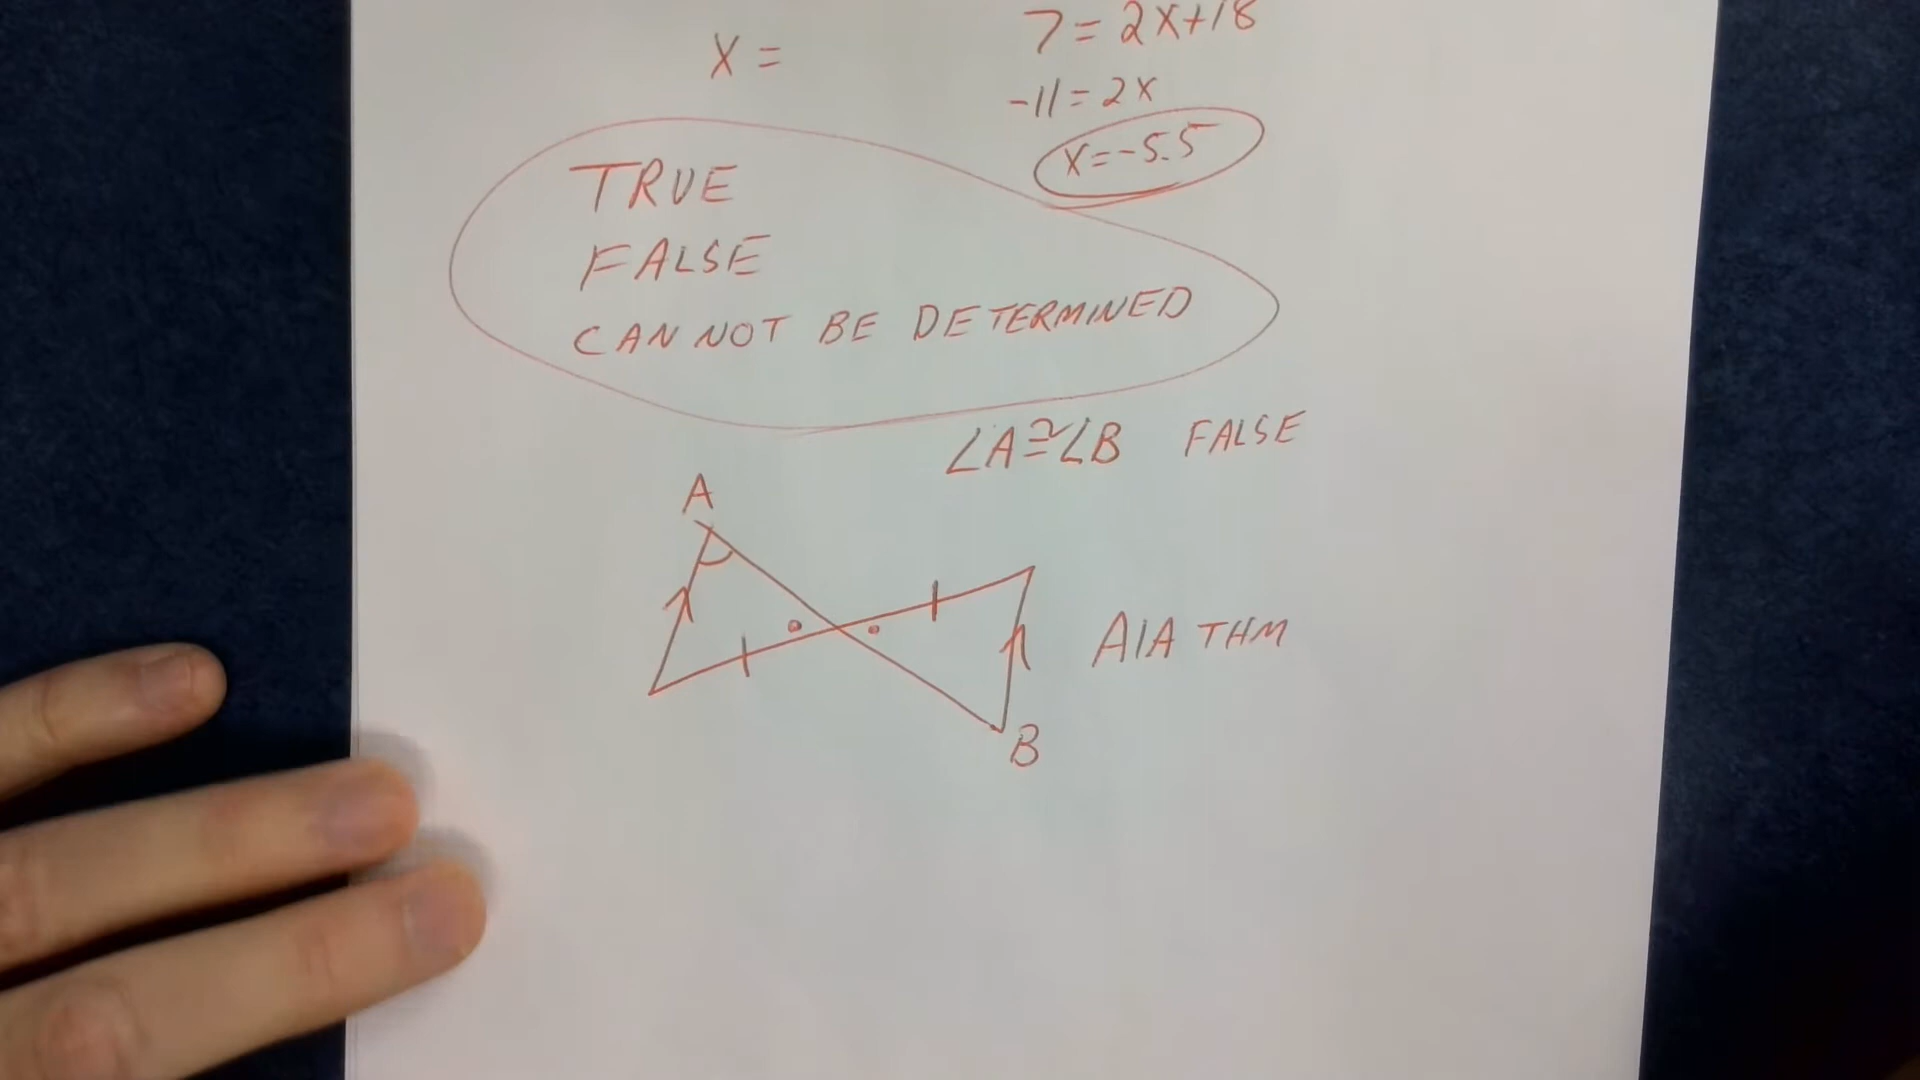 7 = 2X+18
X =
-11 = 2X
X = -5.5
TRUE
FALSE
CAN NOT BE DETERMINED
∠A ≅ ∠B FALSE
A
AIA THM
B